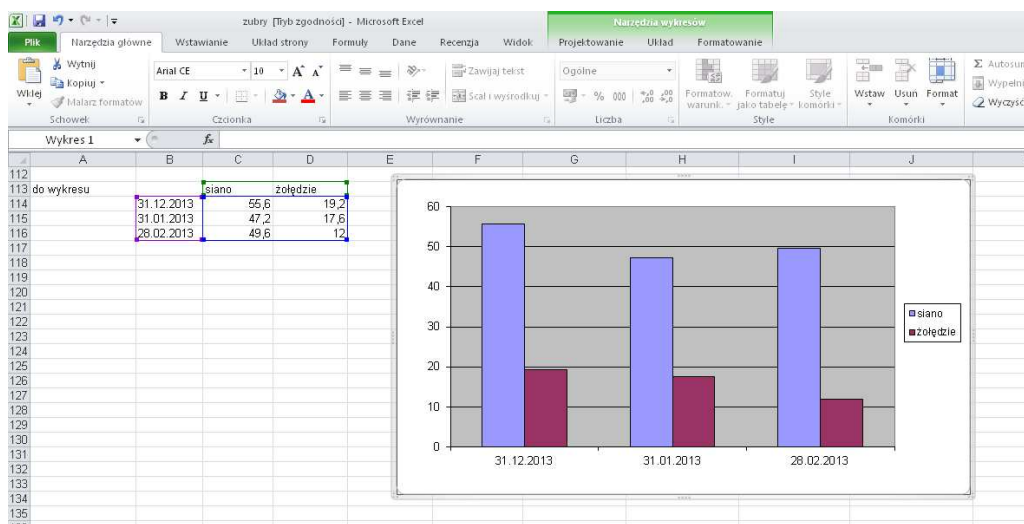 zubry [Tryb zgodności] - Microsoft Excel
Narzędzia wykresów
Plik Narzędzia główne Wstawianie Układ strony Formuły Dane Recenzja Widok Projektowanie Układ Formatowanie
Wklej
Wytnij
Kopiuj
Malarz formatów
Schowek
Arial CE 10
B I U
Czcionka
Zawijaj tekst
Scal i wyśrodkuj
Wyrównanie
Ogólne
% 000
Liczba
Formatow. warunk.
Formatuj jako tabelę
Style komórki
Style
Wstaw Usuń Format
Komórki
Σ Autosum
Wypełnij
Wyczyść
Wykres 1 fx
A B C D E F G H I J
112
113 do wykresu siano żołędzie
114 31.12.2013 55,6 19,2
115 31.01.2013 47,2 17,6
116 28.02.2013 49,6 12
117
118
119
120
121
122
123
124
125
126
127
128
129
130
131
132
133
134
135
60
50
40
30
20
10
0
31.12.2013 31.01.2013 28.02.2013
siano
żołędzie